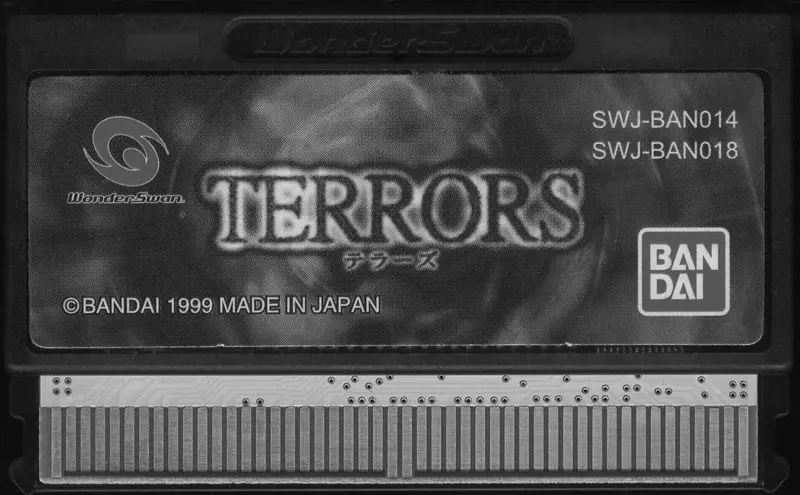 WonderSwan
SWJ-BAN014
SWJ-BAN018
WonderSwan
TERRORS
テラーズ
BAN
DAI
©BANDAI 1999 MADE IN JAPAN